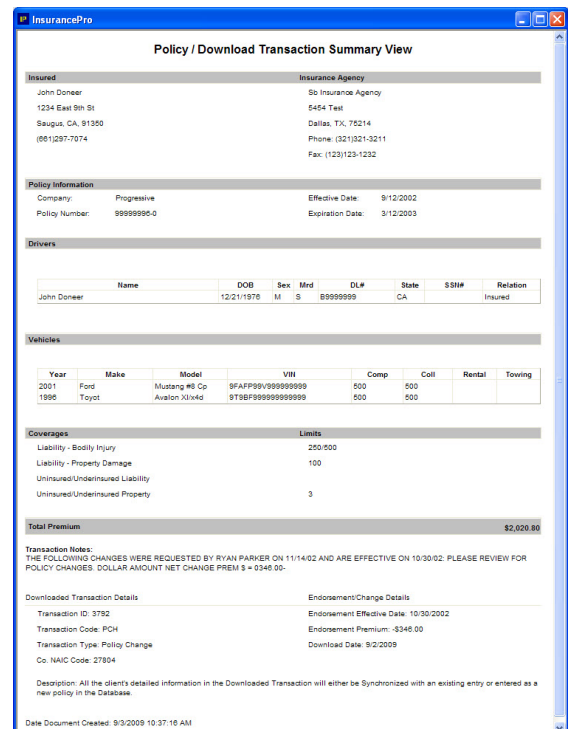 InsurancePro
Policy / Download Transaction Summary View
Insured Insurance Agency
John Doneer Sb Insurance Agency
1234 East 9th St 5454 Test
Saugus, CA, 91350 Dallas, TX, 75214
(661)297-7074 Phone: (321)321-3211
Fax: (123)123-1232
Policy Information
Company: Progressive Effective Date: 9/12/2002
Policy Number: 99999996-0 Expiration Date: 3/12/2003
Drivers
Name DOB Sex Mrd DL# State SSN# Relation
John Doneer 12/21/1976 M S B9999999 CA Insured
Vehicles
Year Make Model VIN Comp Coll Rental Towing
2001 Ford Mustang #8 Cp 9FAFP99V999999999 500 500
1996 Toyot Avalon Xl/x4d 9T9BF999999999999 500 500
Coverages Limits
Liability - Bodily Injury 250/500
Liability - Property Damage 100
Uninsured/Underinsured Liability
Uninsured/Underinsured Property 3
Total Premium $2,020.80
Transaction Notes:
THE FOLLOWING CHANGES WERE REQUESTED BY RYAN PARKER ON 11/14/02 AND ARE EFFECTIVE ON 10/30/02: PLEASE REVIEW FOR
POLICY CHANGES. DOLLAR AMOUNT NET CHANGE PREM $ = 0346.00-
Downloaded Transaction Details Endorsement/Change Details
Transaction ID: 3792 Endorsement Effective Date: 10/30/2002
Transaction Code: PCH Endorsement Premium: -$346.00
Transaction Type: Policy Change Download Date: 9/2/2009
Co. NAIC Code: 27804
Description: All the client's detailed information in the Downloaded Transaction will either be Synchronized with an existing entry or entered as a
new policy in the Database.
Date Document Created: 9/3/2009 10:37:16 AM